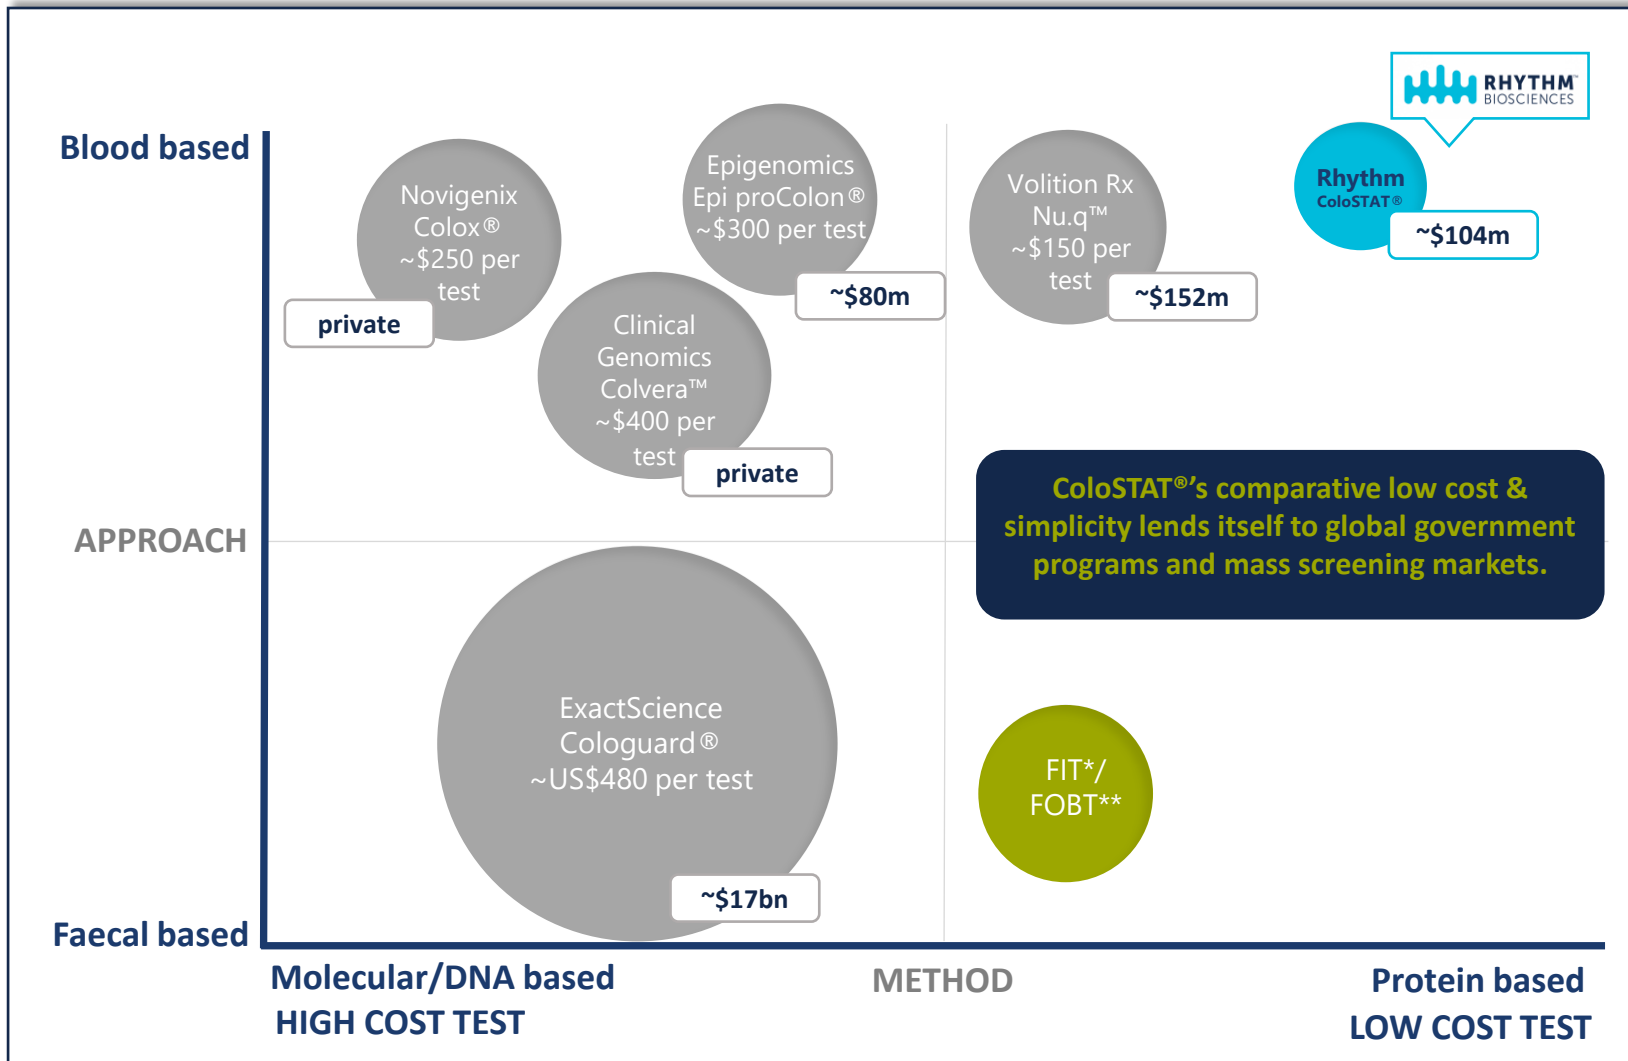 RHYTHM™
BIOSCIENCES
Blood based
Novigenix
Colox®
~$250 per
test
private
Epigenomics
Epi proColon®
~$300 per test
~$80m
Clinical
Genomics
Colvera™
~$400 per
test
private
Volition Rx
Nu.q™
~$150 per
test
~$152m
Rhythm
ColoSTAT®
~$104m
ColoSTAT®'s comparative low cost &
simplicity lends itself to global government
programs and mass screening markets.
APPROACH
ExactScience
Cologuard®
~US$480 per test
~$17bn
FIT*/
FOBT**
Faecal based
Molecular/DNA based
HIGH COST TEST
METHOD
Protein based
LOW COST TEST